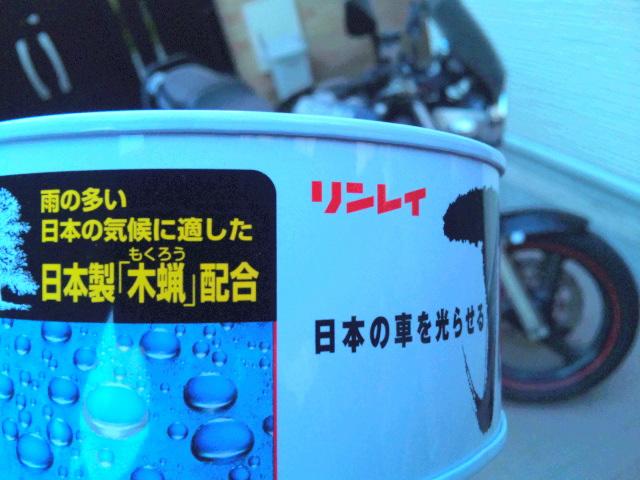 雨の多い
日本の気候に適した
もくろう
日本製「木蝋」配合
リンレイ
日本の車を光らせる